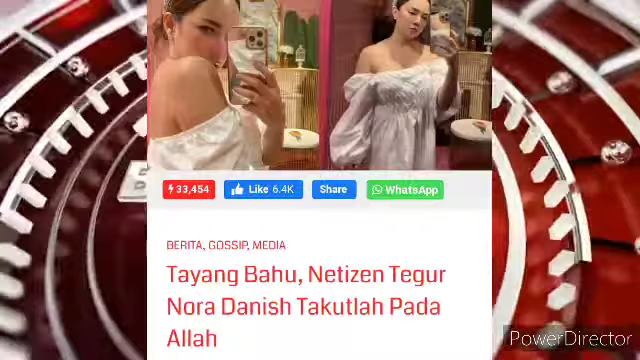 33,454
Like 6.4K
Share
WhatsApp
BERITA, GOSSIP, MEDIA
Tayang Bahu, Netizen Tegur
Nora Danish Takutlah Pada
Allah
PowerDirector